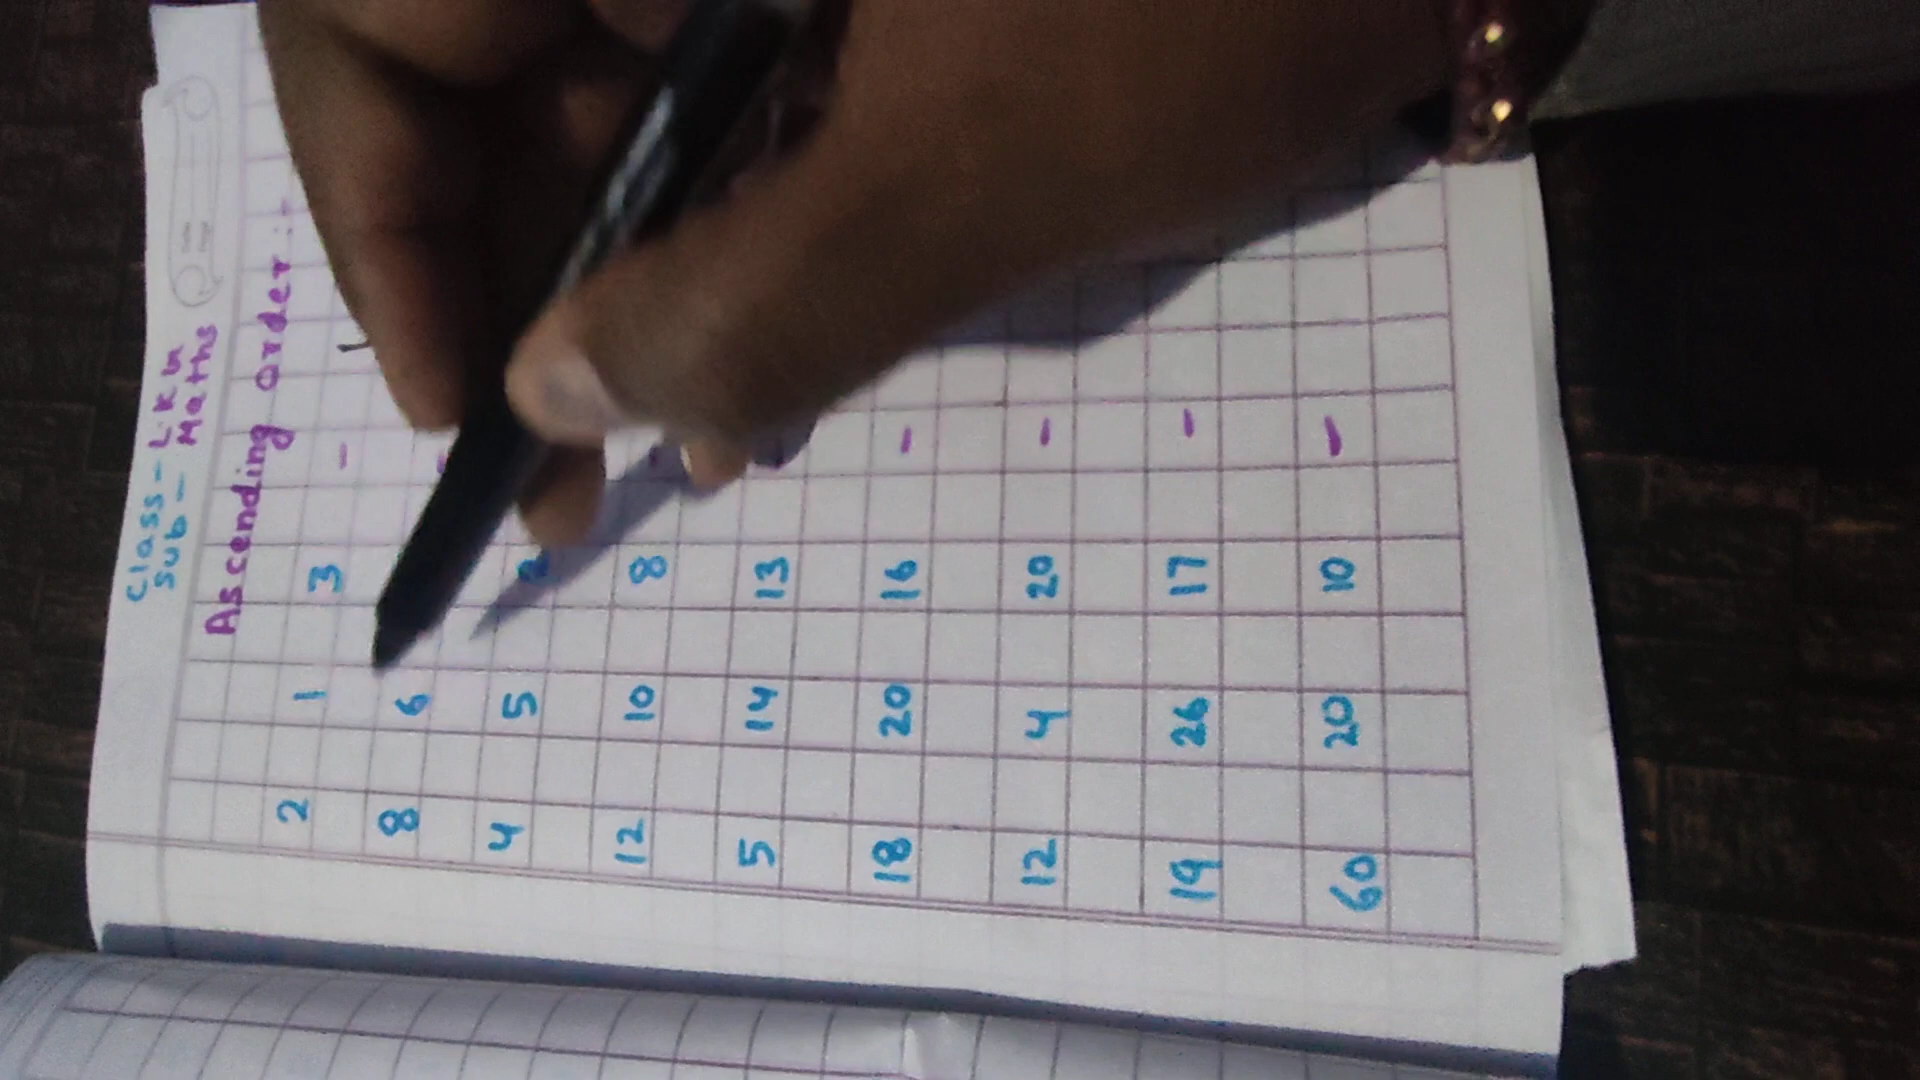 Class - L.K.G
Sub - Maths
Ascending order :-
2 1 3 -
8 6
4 5 2
12 10 8 -
5 14 13 -
18 20 16 -
12 4 20 -
19 26 17 -
60 20 10 -